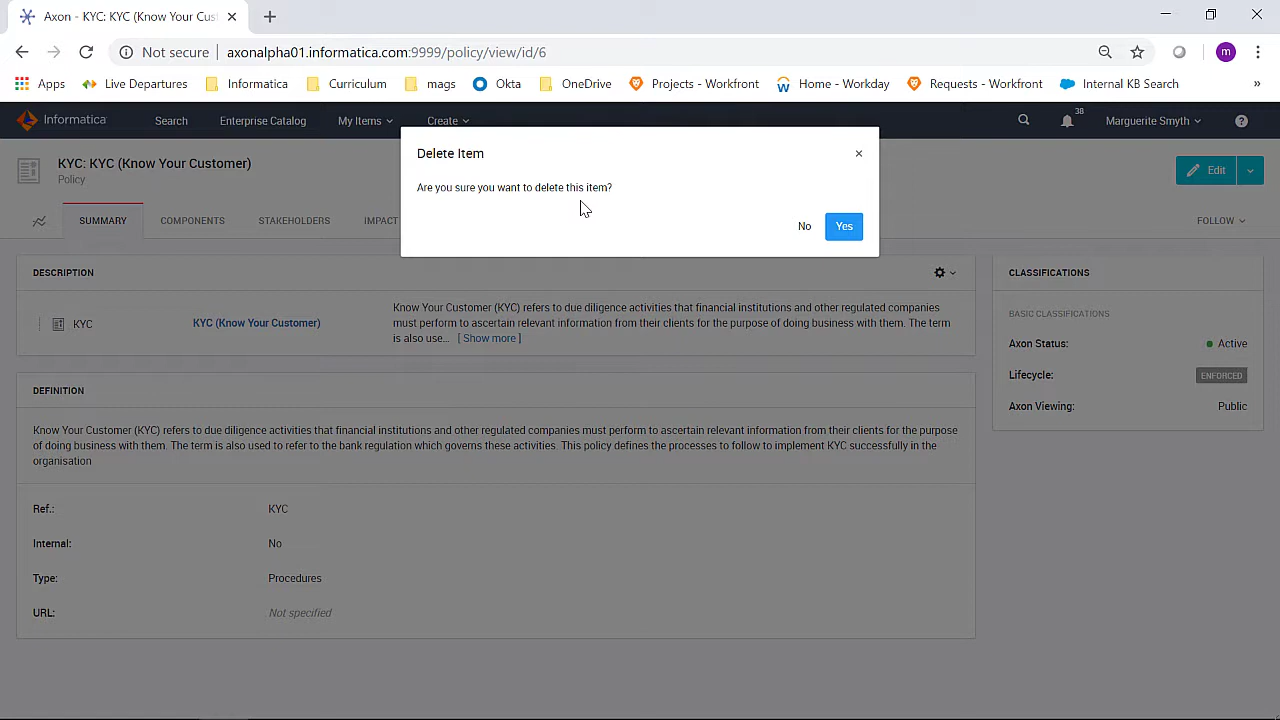 Axon - KYC: KYC (Know Your Cust
Not secure axonalpha01.informatica.com:9999/policy/view/id/6 m
Apps Live Departures Informatica Curriculum mags Okta OneDrive Projects - Workfront Home - Workday Requests - Workfront Internal KB Search »
Informatica Search Enterprise Catalog My Items Create 38 Marguerite Smyth ?
KYC: KYC (Know Your Customer)
Policy
Edit
Delete Item
Are you sure you want to delete this item?
No Yes
SUMMARY COMPONENTS STAKEHOLDERS IMPACT FOLLOW
DESCRIPTION
KYC KYC (Know Your Customer) Know Your Customer (KYC) refers to due diligence activities that financial institutions and other regulated companies
must perform to ascertain relevant information from their clients for the purpose of doing business with them. The term
is also use... [ Show more ]
CLASSIFICATIONS
BASIC CLASSIFICATIONS
Axon Status: Active
Lifecycle: ENFORCED
Axon Viewing: Public
DEFINITION
Know Your Customer (KYC) refers to due diligence activities that financial institutions and other regulated companies must perform to ascertain relevant information from their clients for the purpose
of doing business with them. The term is also used to refer to the bank regulation which governs these activities. This policy defines the processes to follow to implement KYC successfully in the
organisation
Ref.: KYC
Internal: No
Type: Procedures
URL: Not specified